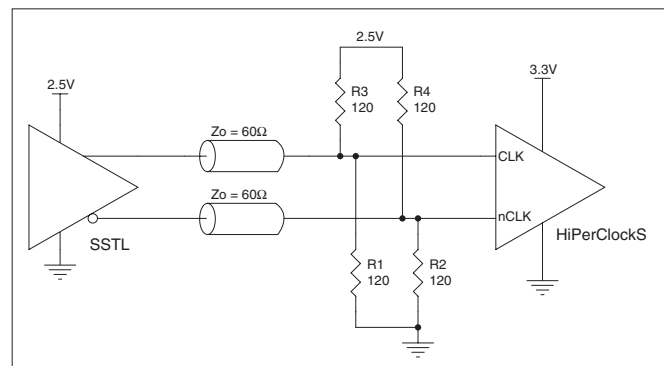 2.5V
2.5V
3.3V
R3
120
R4
120
Zo = 60Ω
CLK
Zo = 60Ω
nCLK
SSTL
HiPerClockS
R1
120
R2
120